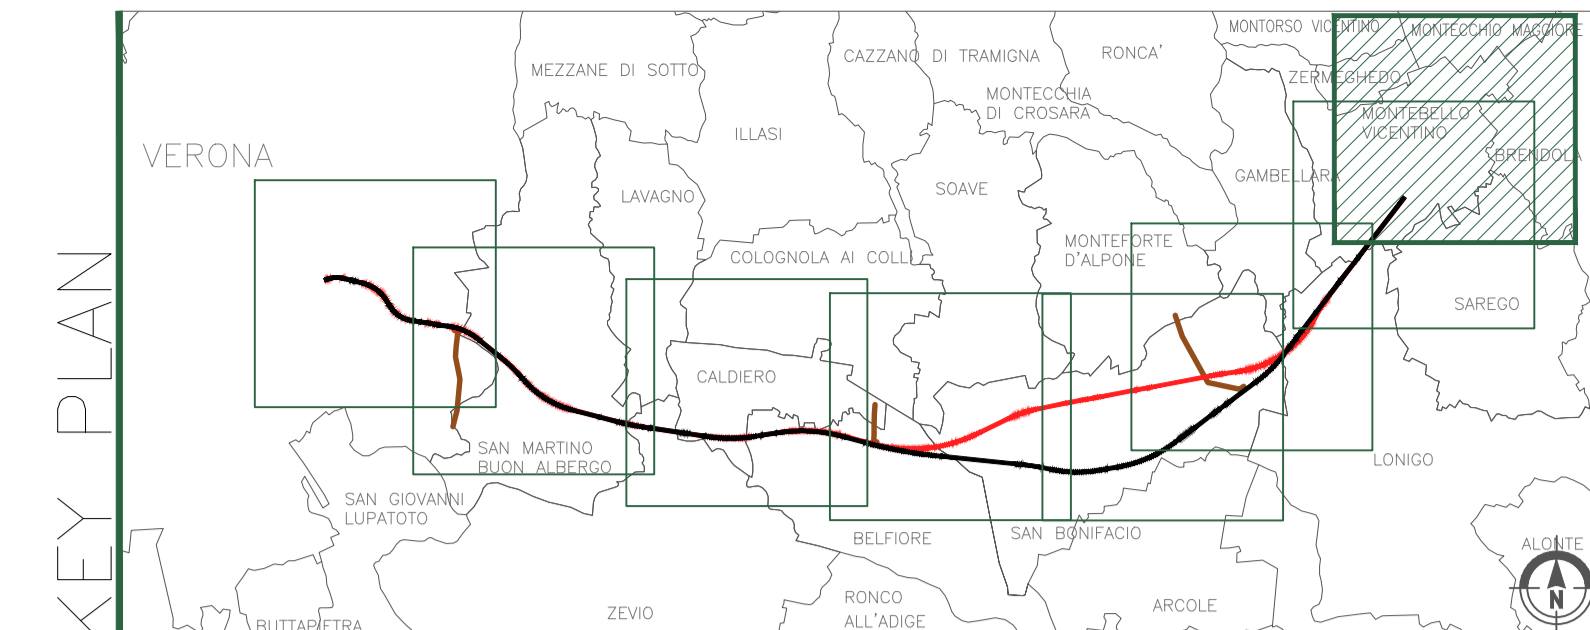 KEY PLAN
MONTORSO VICENTINO
MONTECCHIO MAGGIORE
CAZZANO DI TRAMIGNA
RONCA'
MEZZANE DI SOTTO
ZERMEGHEDO
MONTECCHIA
DI CROSARA
MONTEBELLO
VICENTINO
ILLASI
VERONA
BRENDOLA
GAMBELLARA
SOAVE
LAVAGNO
MONTEFORTE
D'ALPONE
COLOGNOLA AI COLLI
SAREGO
CALDIERO
SAN MARTINO
BUON ALBERGO
LONIGO
SAN GIOVANNI
LUPATOTO
SAN BONIFACIO
BELFIORE
ALONTE
RONCO
ALL'ADIGE
ARCOLE
ZEVIO
BUTTAPIETRA
N